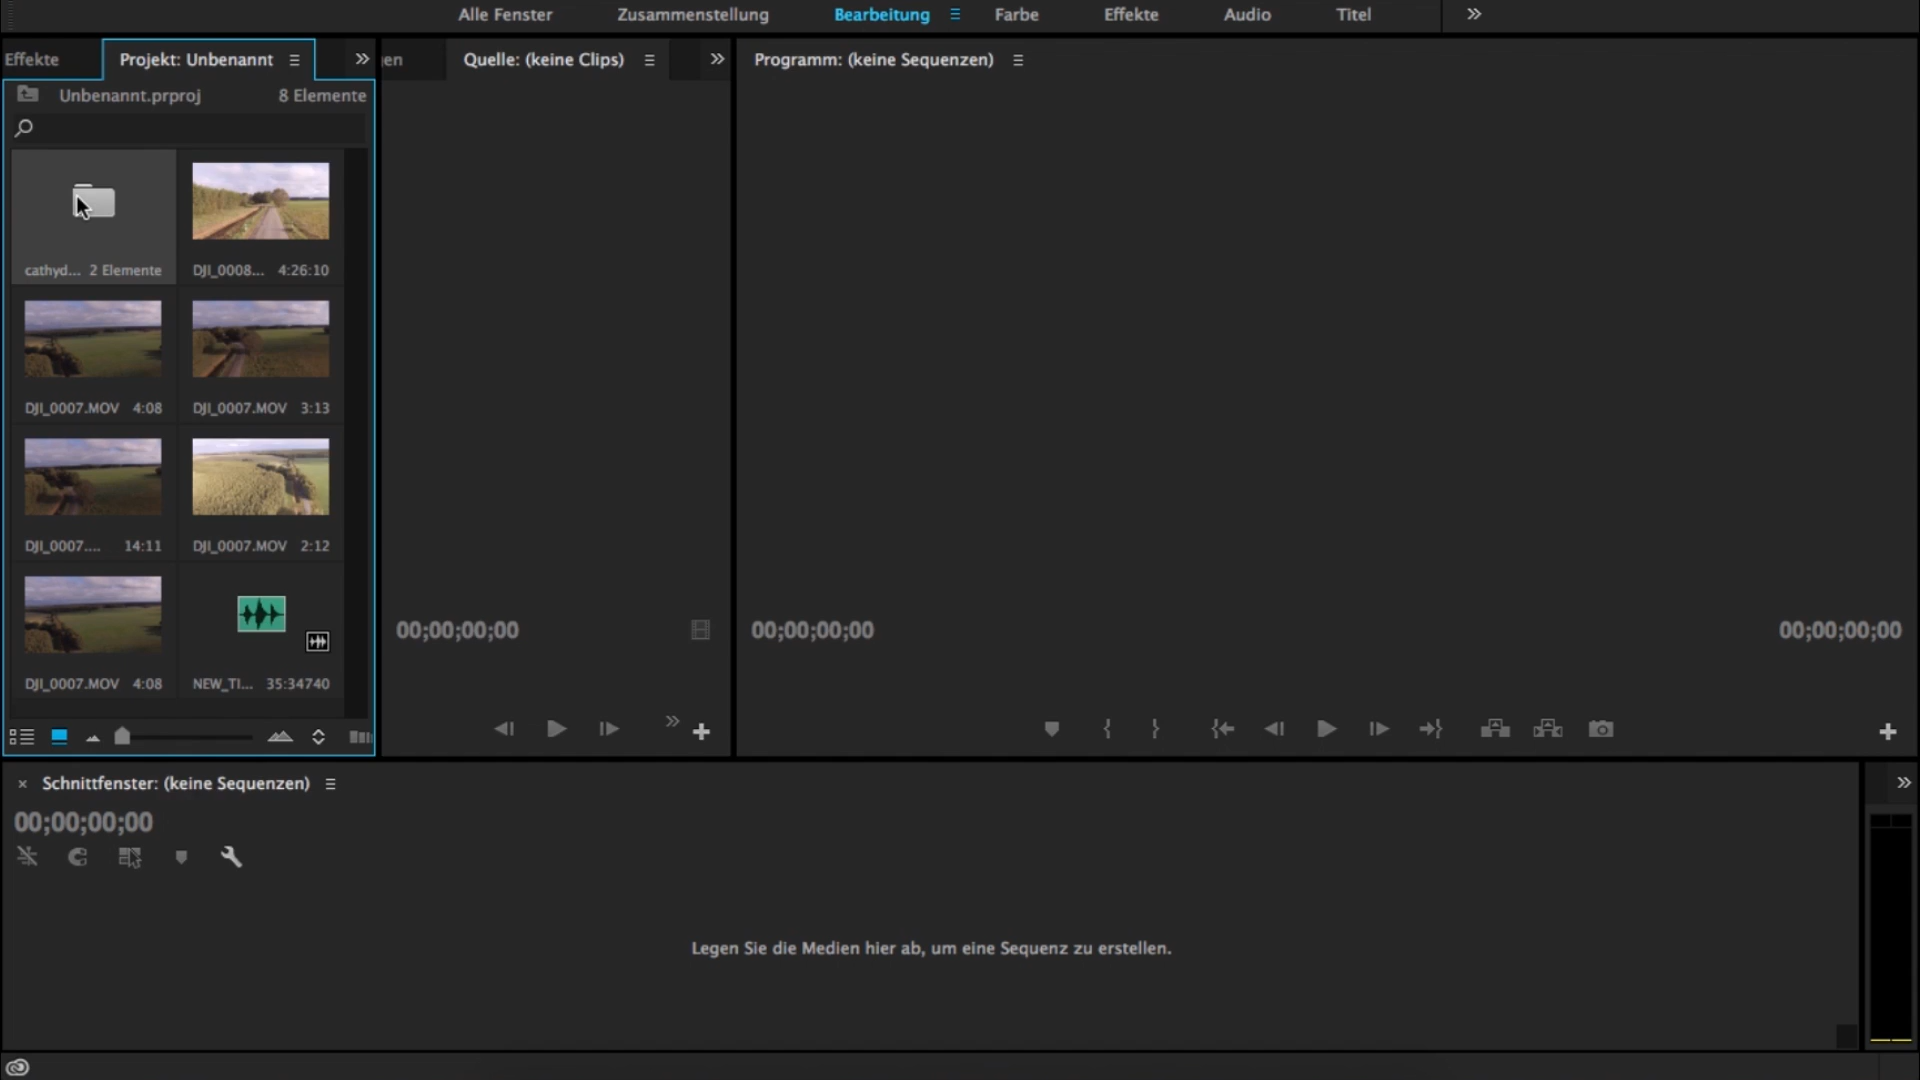 Alle Fenster Zusammenstellung Bearbeitung Farbe Effekte Audio Titel
Effekte Projekt: Unbenannt en Quelle: (keine Clips) Programm: (keine Sequenzen)
Unbenannt.prproj 8 Elemente
cathyd... 2 Elemente DJI_0008... 4:26:10
DJI_0007.MOV 4:08 DJI_0007.MOV 3:13
DJI_0007.... 14:11 DJI_0007.MOV 2:12
00;00;00;00 00;00;00;00 00;00;00;00
DJI_0007.MOV 4:08 NEW_TI... 35:34740
Schnittfenster: (keine Sequenzen)
00;00;00;00
Legen Sie die Medien hier ab, um eine Sequenz zu erstellen.